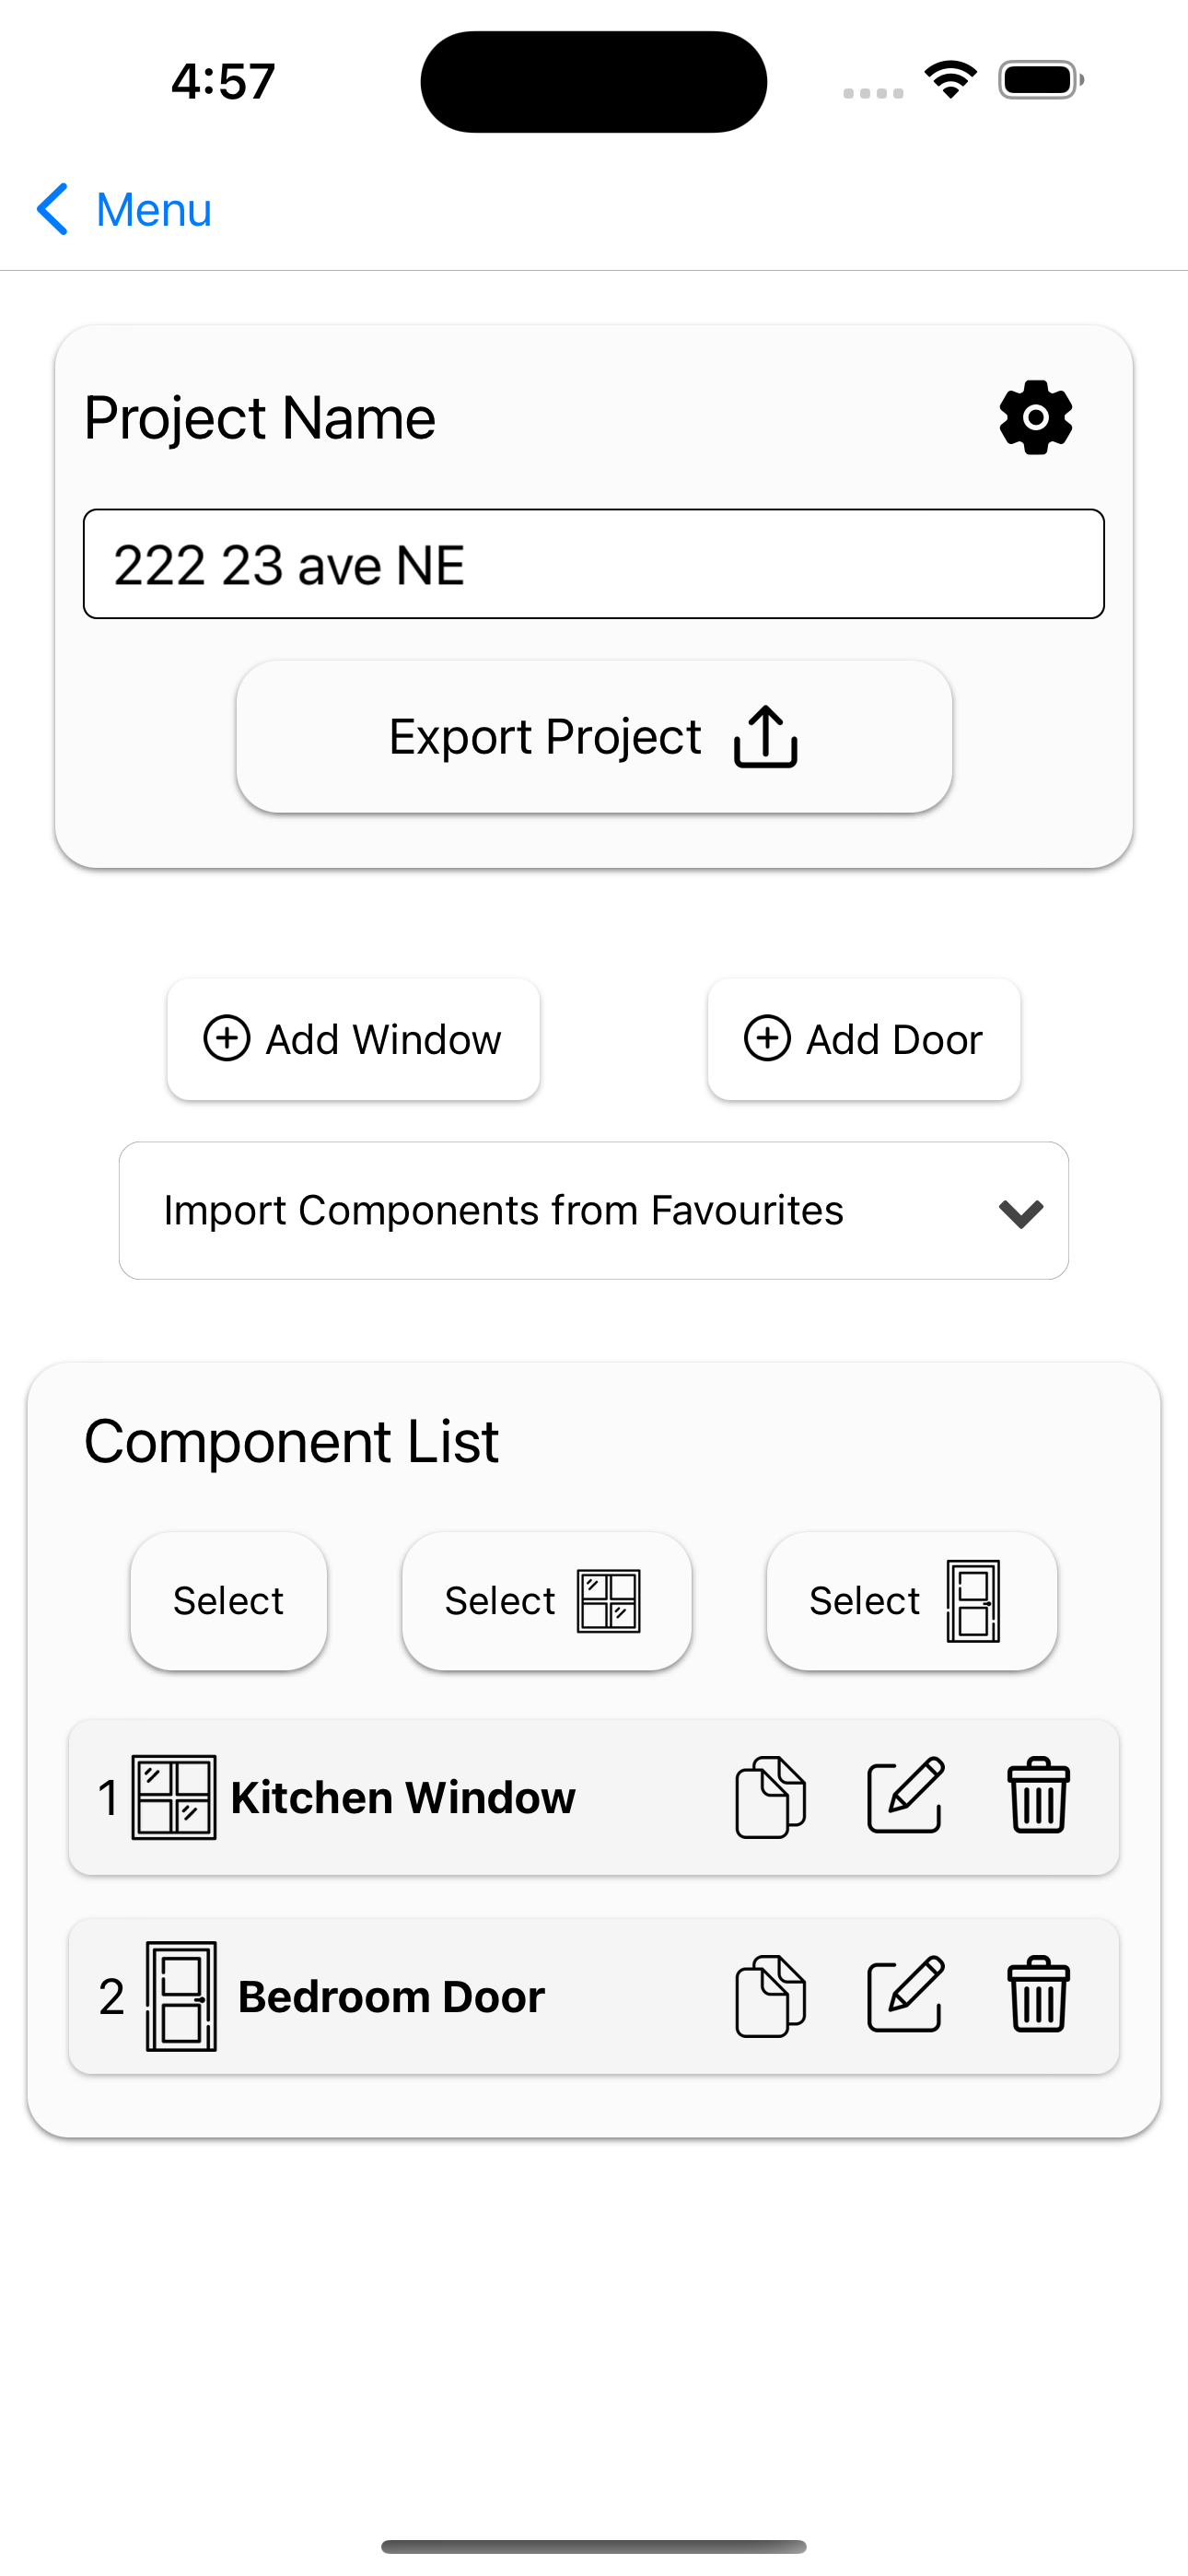 4:57
Menu
Project Name
222 23 ave NE
Export Project
Add Window
Add Door
Import Components from Favourites
Component List
Select
Select
Select
1 Kitchen Window
2 Bedroom Door